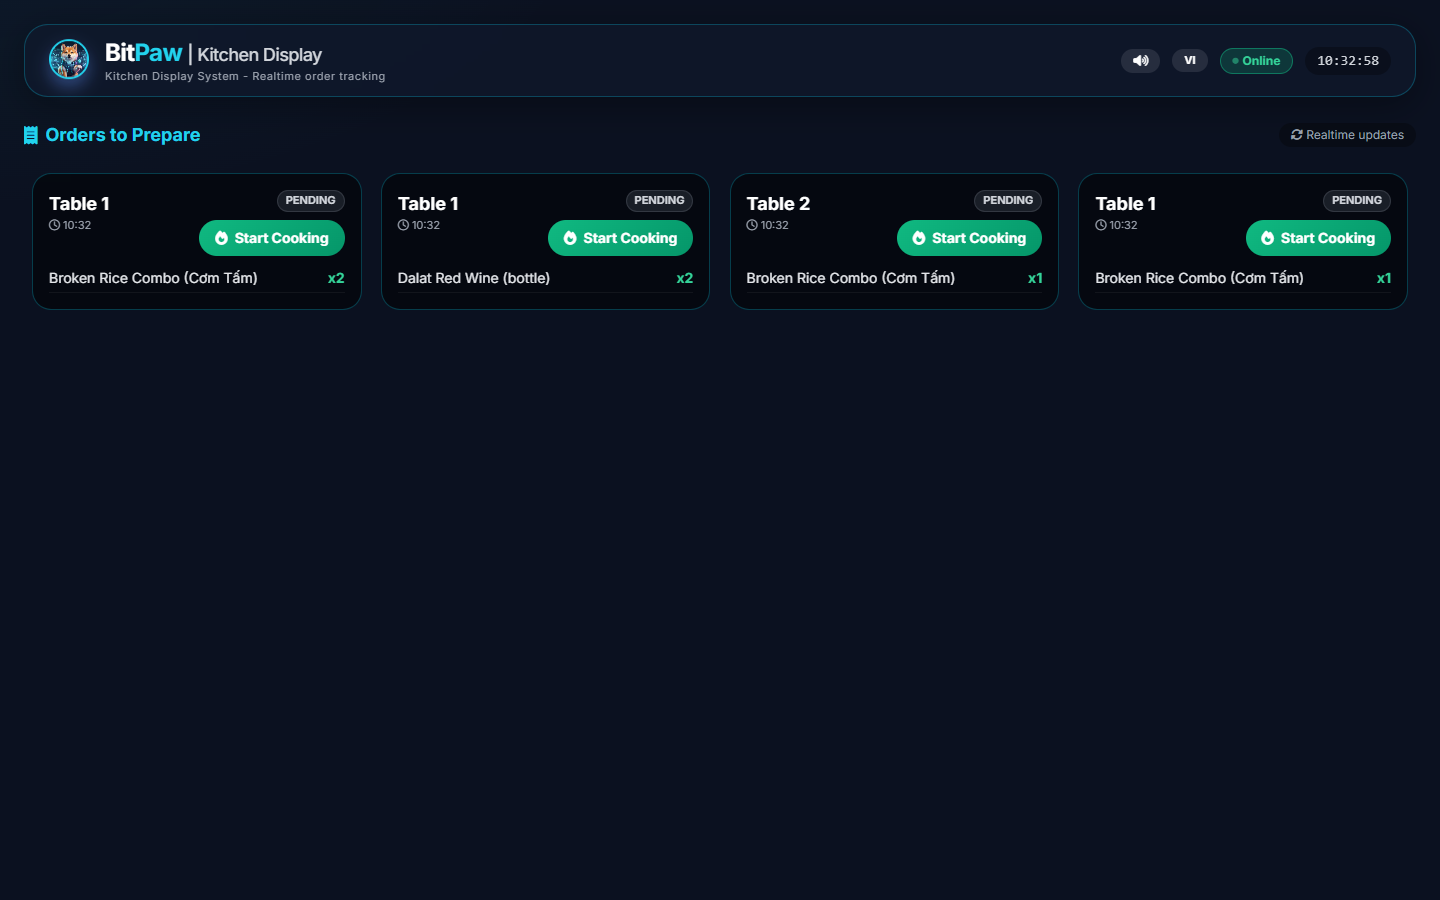 BitPaw | Kitchen Display
Kitchen Display System - Realtime order tracking
VI
Online
10:32:58
Orders to Prepare
Realtime updates
Table 1
PENDING
10:32
Start Cooking
Broken Rice Combo (Cơm Tấm) x2
Table 1
PENDING
10:32
Start Cooking
Dalat Red Wine (bottle) x2
Table 2
PENDING
10:32
Start Cooking
Broken Rice Combo (Cơm Tấm) x1
Table 1
PENDING
10:32
Start Cooking
Broken Rice Combo (Cơm Tấm) x1